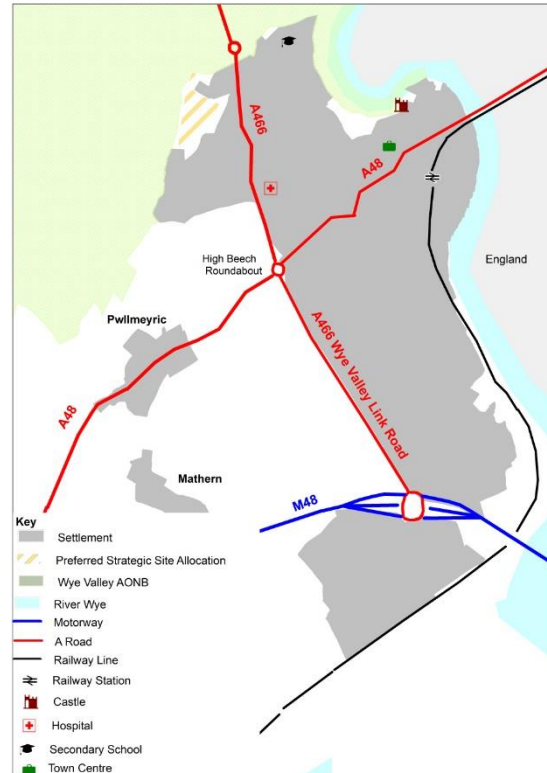 A466
A48
High Beech
Roundabout
England
Pwllmeyric
A466 Wye Valley Link Road
A48
Mathern
M48
Key
Settlement
Preferred Strategic Site Allocation
Wye Valley AONB
River Wye
Motorway
A Road
Railway Line
Railway Station
Castle
Hospital
Secondary School
Town Centre